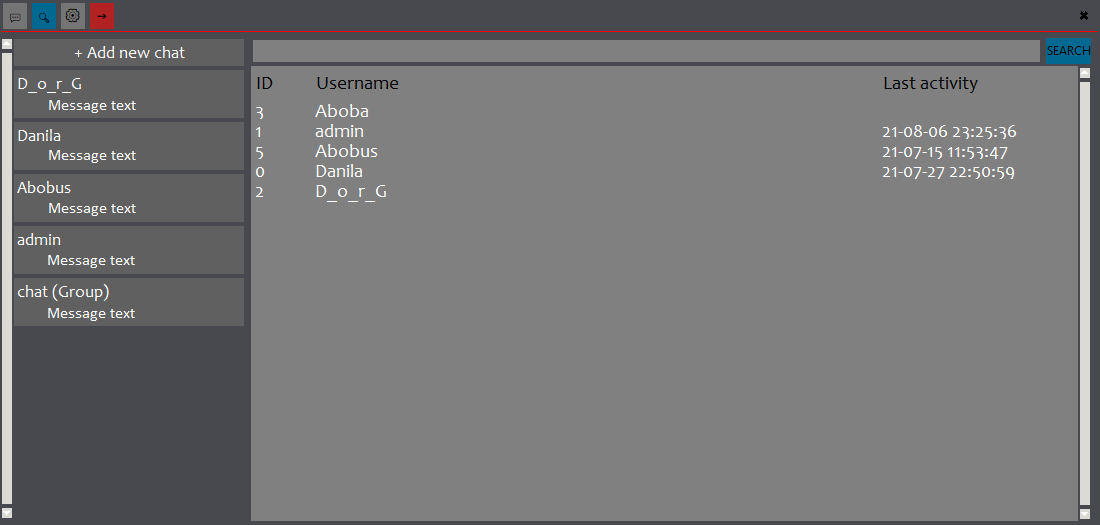 + Add new chat
D_o_r_G
Message text
Danila
Message text
Abobus
Message text
admin
Message text
chat (Group)
Message text
SEARCH
ID Username Last activity
3 Aboba
1 admin 21-08-06 23:25:36
5 Abobus 21-07-15 11:53:47
0 Danila 21-07-27 22:50:59
2 D_o_r_G